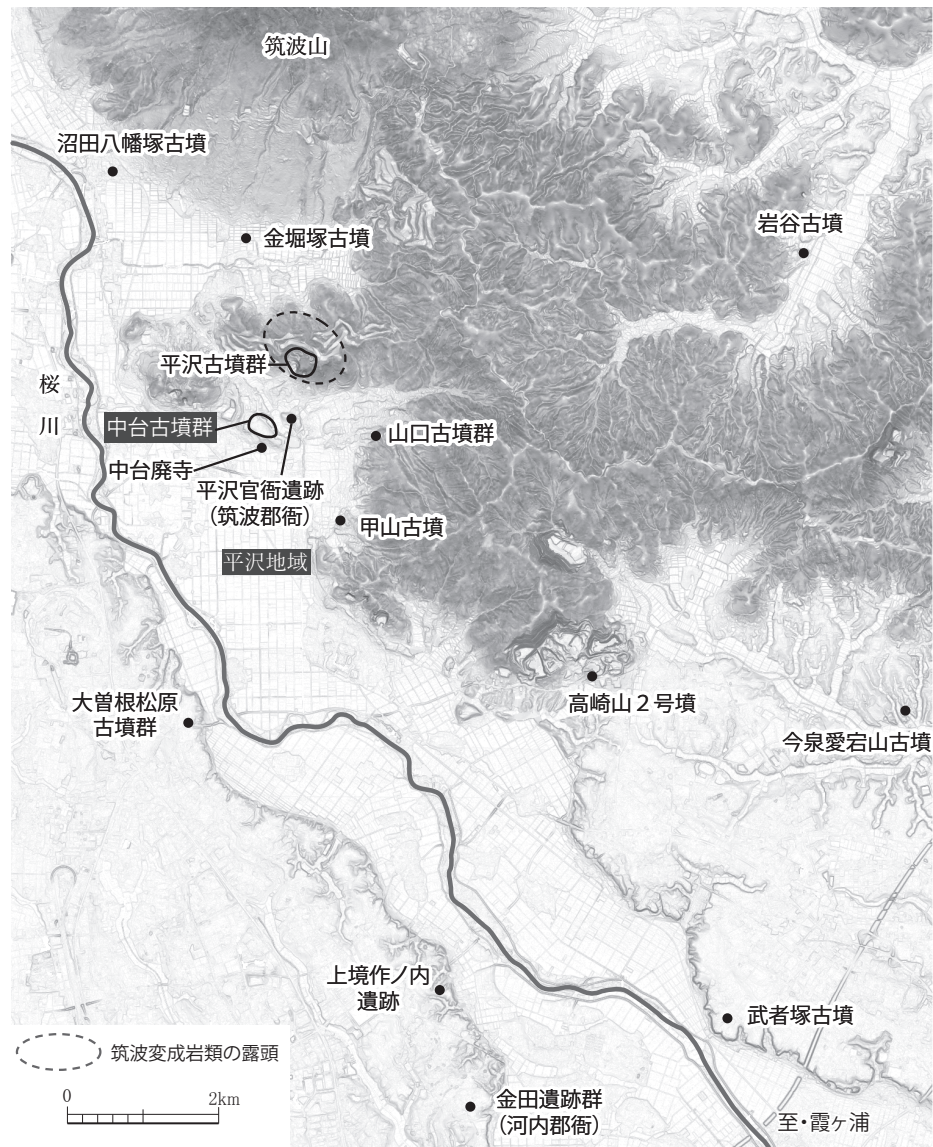 筑波山
沼田八幡塚古墳
金堀塚古墳
岩谷古墳
平沢古墳群
桜川
中台古墳群
山口古墳群
中台廃寺
平沢官衙遺跡
（筑波郡衙）
甲山古墳
平沢地域
大曽根松原
古墳群
高崎山２号墳
今泉愛宕山古墳
上境作ノ内
遺跡
武者塚古墳
筑波変成岩類の露頭
0 2km
金田遺跡群
（河内郡衙）
至・霞ヶ浦